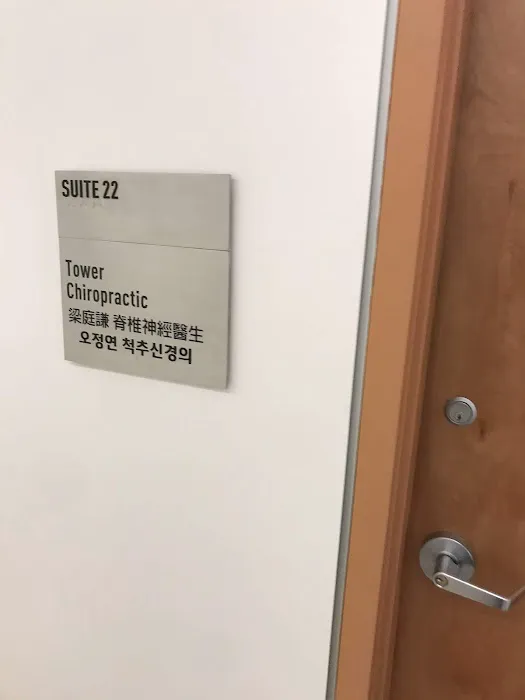 SUITE 22
Tower
Chiropractic
梁庭謙 脊椎神經醫生
오정연 척추신경의